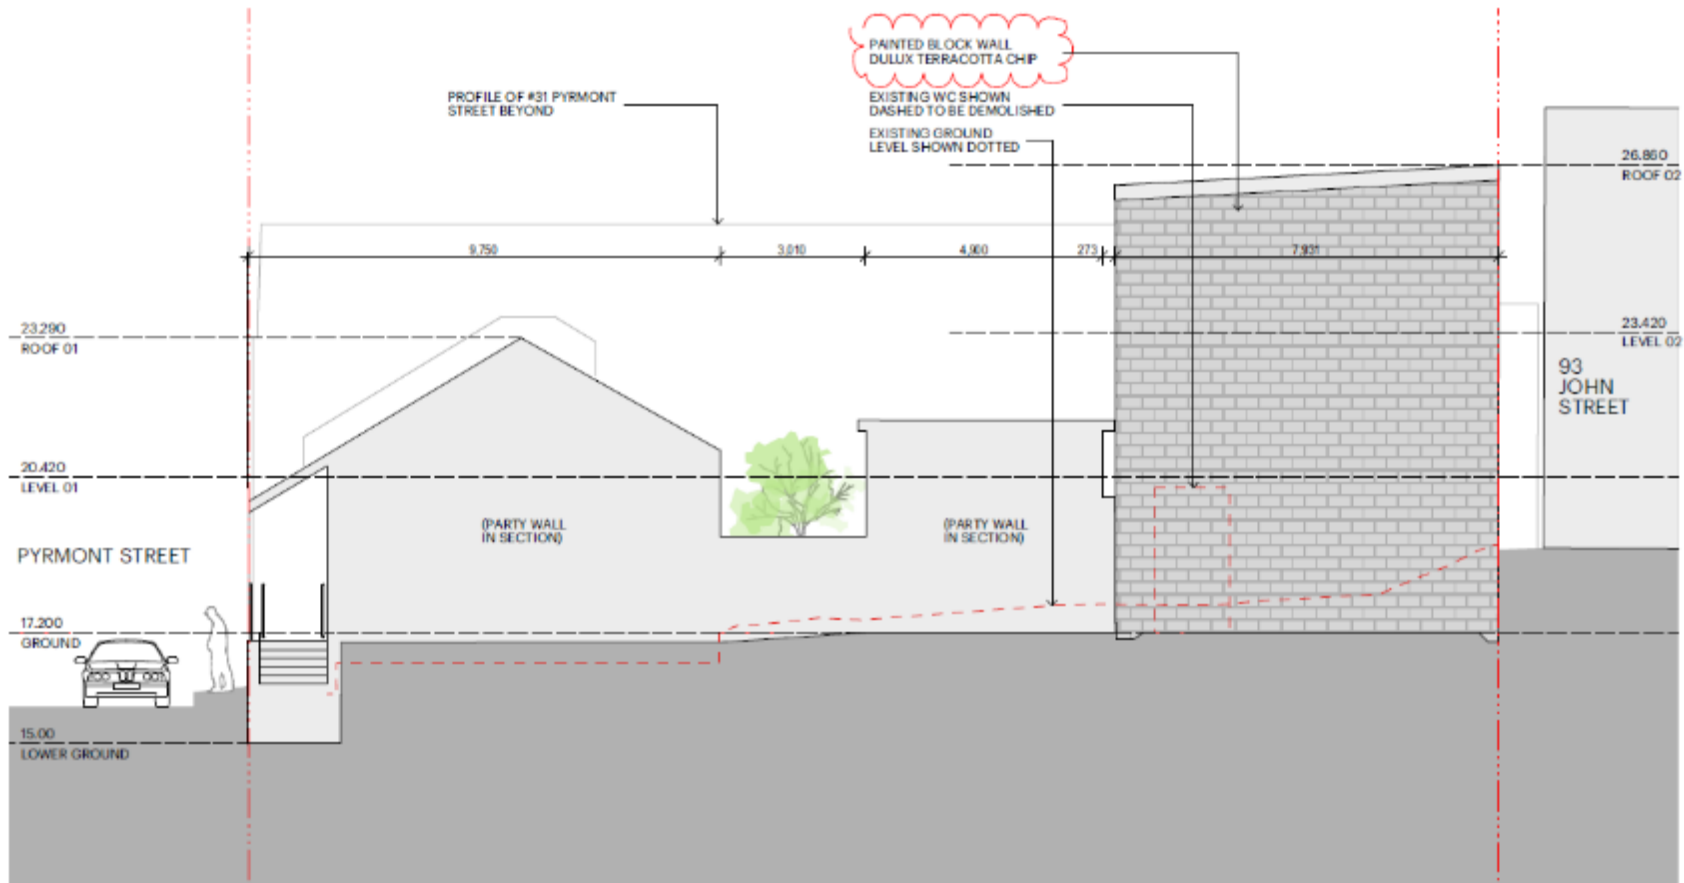 PAINTED BLOCK WALL
DULUX TERRACOTTA CHIP
PROFILE OF #31 PYRMONT
STREET BEYOND
EXISTING WC SHOWN
DASHED TO BE DEMOLISHED
EXISTING GROUND
LEVEL SHOWN DOTTED
26.860
ROOF 02
9,750
3,010
4,900
273
7,931
23.290
ROOF 01
23.420
LEVEL 02
93
JOHN
STREET
20.420
LEVEL 01
(PARTY WALL
IN SECTION)
(PARTY WALL
IN SECTION)
PYRMONT STREET
17.200
GROUND
15.00
LOWER GROUND